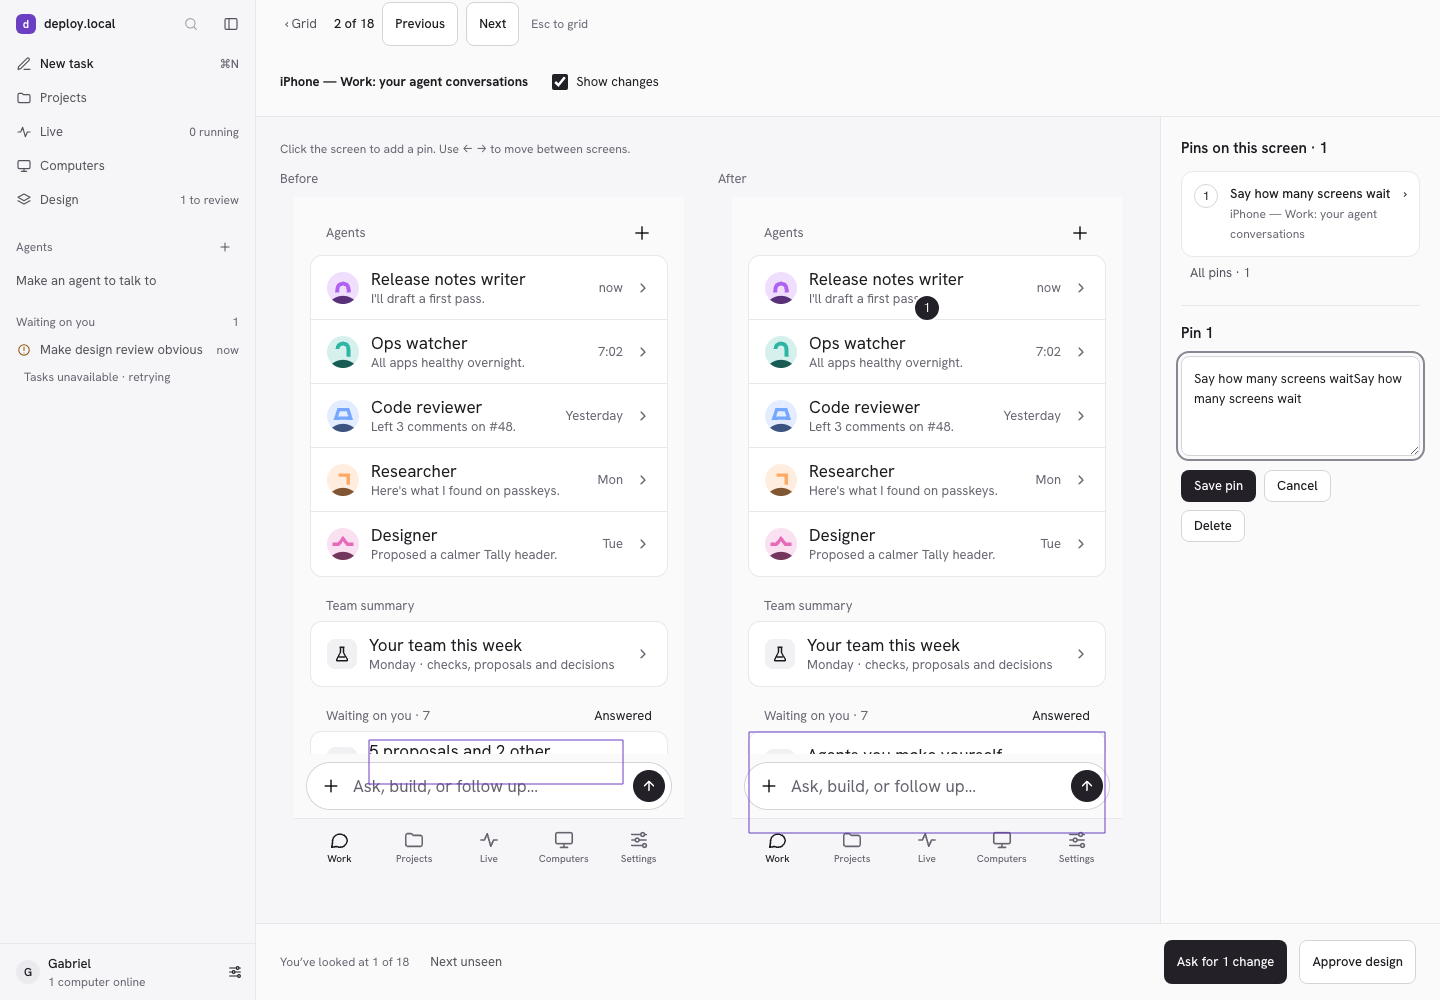 d deploy.local
New task ⌘N
Projects
Live 0 running
Computers
Design 1 to review
Agents
Make an agent to talk to
Waiting on you 1
Make design review obvious now
Tasks unavailable · retrying
G Gabriel
1 computer online
‹ Grid 2 of 18 Previous Next Esc to grid
iPhone — Work: your agent conversations Show changes
Click the screen to add a pin. Use ← → to move between screens.
Before
Agents
Release notes writer
I'll draft a first pass.
now
Ops watcher
All apps healthy overnight.
7:02
Code reviewer
Left 3 comments on #48.
Yesterday
Researcher
Here's what I found on passkeys.
Mon
Designer
Proposed a calmer Tally header.
Tue
Team summary
Your team this week
Monday · checks, proposals and decisions
Waiting on you · 7 Answered
5 proposals and 2 other
Ask, build, or follow up...
Work Projects Live Computers Settings
After
Agents
Release notes writer
I'll draft a first pass
1
now
Ops watcher
All apps healthy overnight.
7:02
Code reviewer
Left 3 comments on #48.
Yesterday
Researcher
Here's what I found on passkeys.
Mon
Designer
Proposed a calmer Tally header.
Tue
Team summary
Your team this week
Monday · checks, proposals and decisions
Waiting on you · 7 Answered
Agents you make yourself
Ask, build, or follow up...
Work Projects Live Computers Settings
Pins on this screen · 1
1 Say how many screens wait ›
iPhone — Work: your agent
conversations
All pins · 1
Pin 1
Say how many screens waitSay how
many screens wait
Save pin Cancel
Delete
You've looked at 1 of 18 Next unseen
Ask for 1 change Approve design